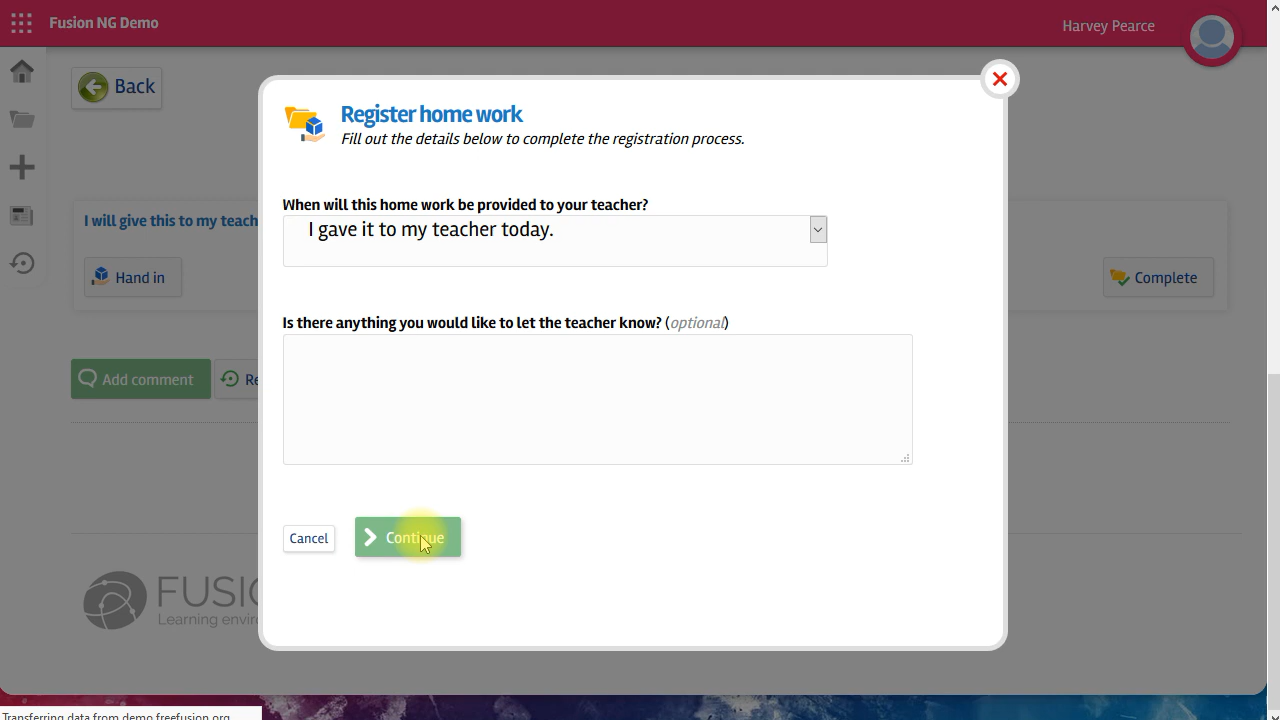 Fusion NG Demo
Harvey Pearce
Back
Register home work
Fill out the details below to complete the registration process.
When will this home work be provided to your teacher?
I gave it to my teacher today.
I will give this to my teach
Hand in
Complete
Is there anything you would like to let the teacher know? (optional)
Add comment
Re
Cancel
Continue
FUSIO
Learning enviro
Transferring data from demo.freefusion.org